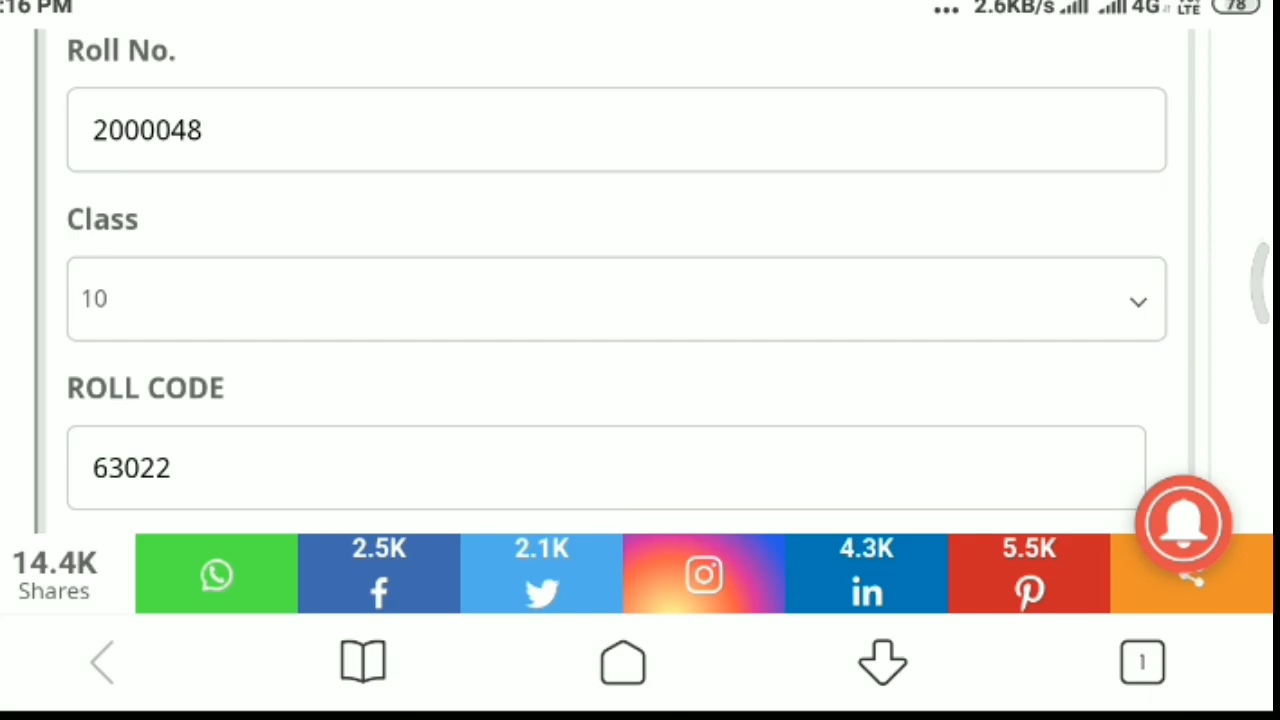 :16 PM
... 2.6KB/s 4G LTE 78
Roll No.
2000048
Class
10
ROLL CODE
63022
14.4K
Shares
2.5K
2.1K
4.3K
5.5K
1